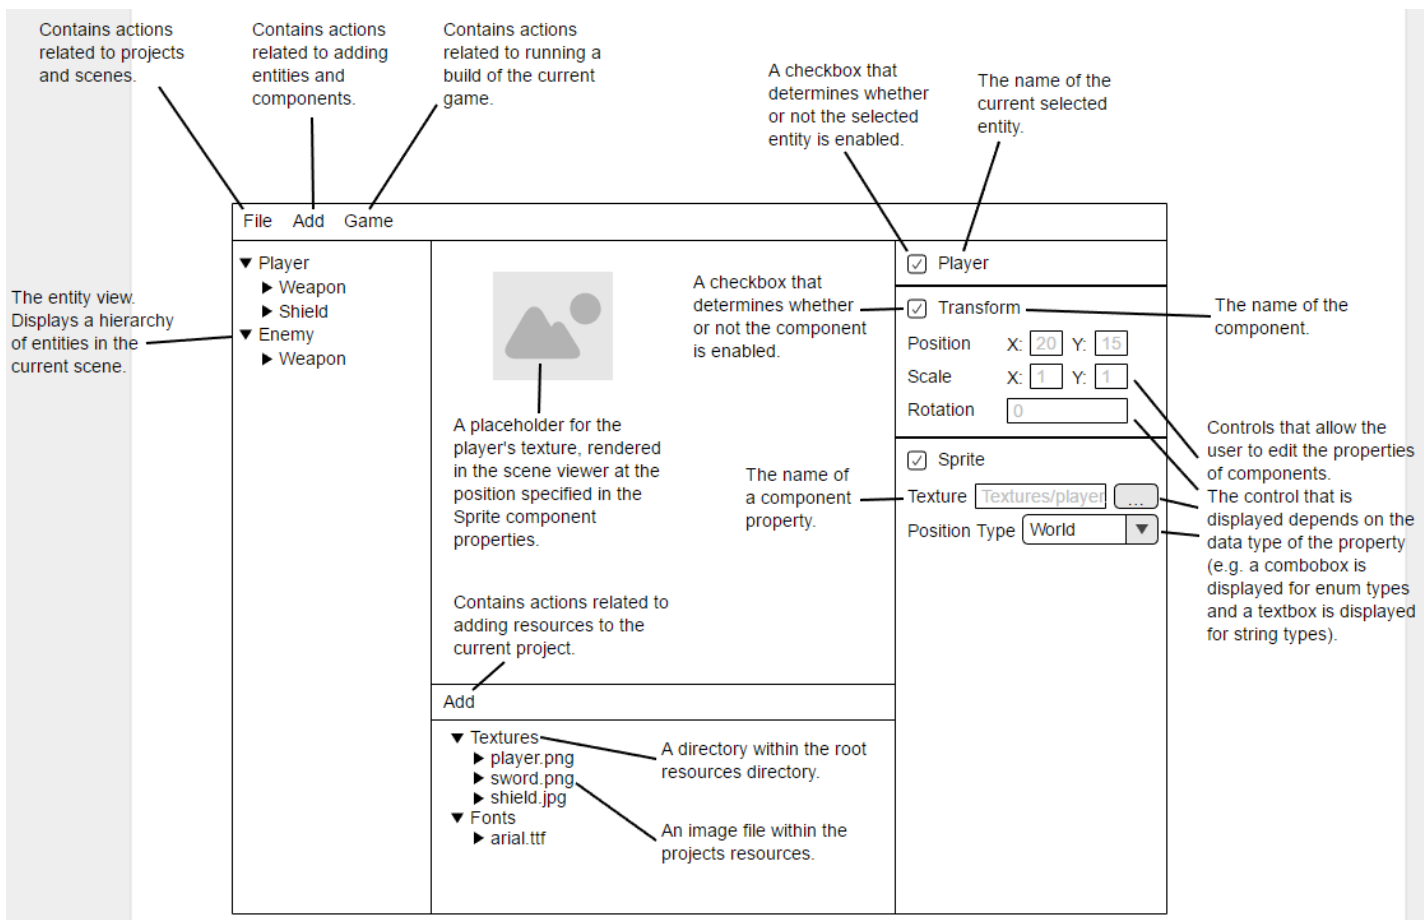 Contains actions
related to projects
and scenes.
Contains actions
related to adding
entities and
components.
Contains actions
related to running a
build of the current
game.
A checkbox that
determines whether
or not the selected
entity is enabled.
The name of the
current selected
entity.
File Add Game
The entity view.
Displays a hierarchy
of entities in the
current scene.
Player
Weapon
Shield
Enemy
Weapon
A placeholder for the
player's texture, rendered
in the scene viewer at the
position specified in the
Sprite component
properties.
A checkbox that
determines whether
or not the component
is enabled.
Player
Transform
Position X: 20 Y: 15
Scale X: 1 Y: 1
Rotation 0
The name of the
component.
The name of
a component
property.
Sprite
Texture Textures/player ...
Position Type World
Controls that allow the
user to edit the properties
of components.
The control that is
displayed depends on the
data type of the property
(e.g. a combobox is
displayed for enum types
and a textbox is displayed
for string types).
Contains actions related to
adding resources to the
current project.
Add
Textures
player.png
sword.png
shield.jpg
Fonts
arial.ttf
A directory within the root
resources directory.
An image file within the
projects resources.